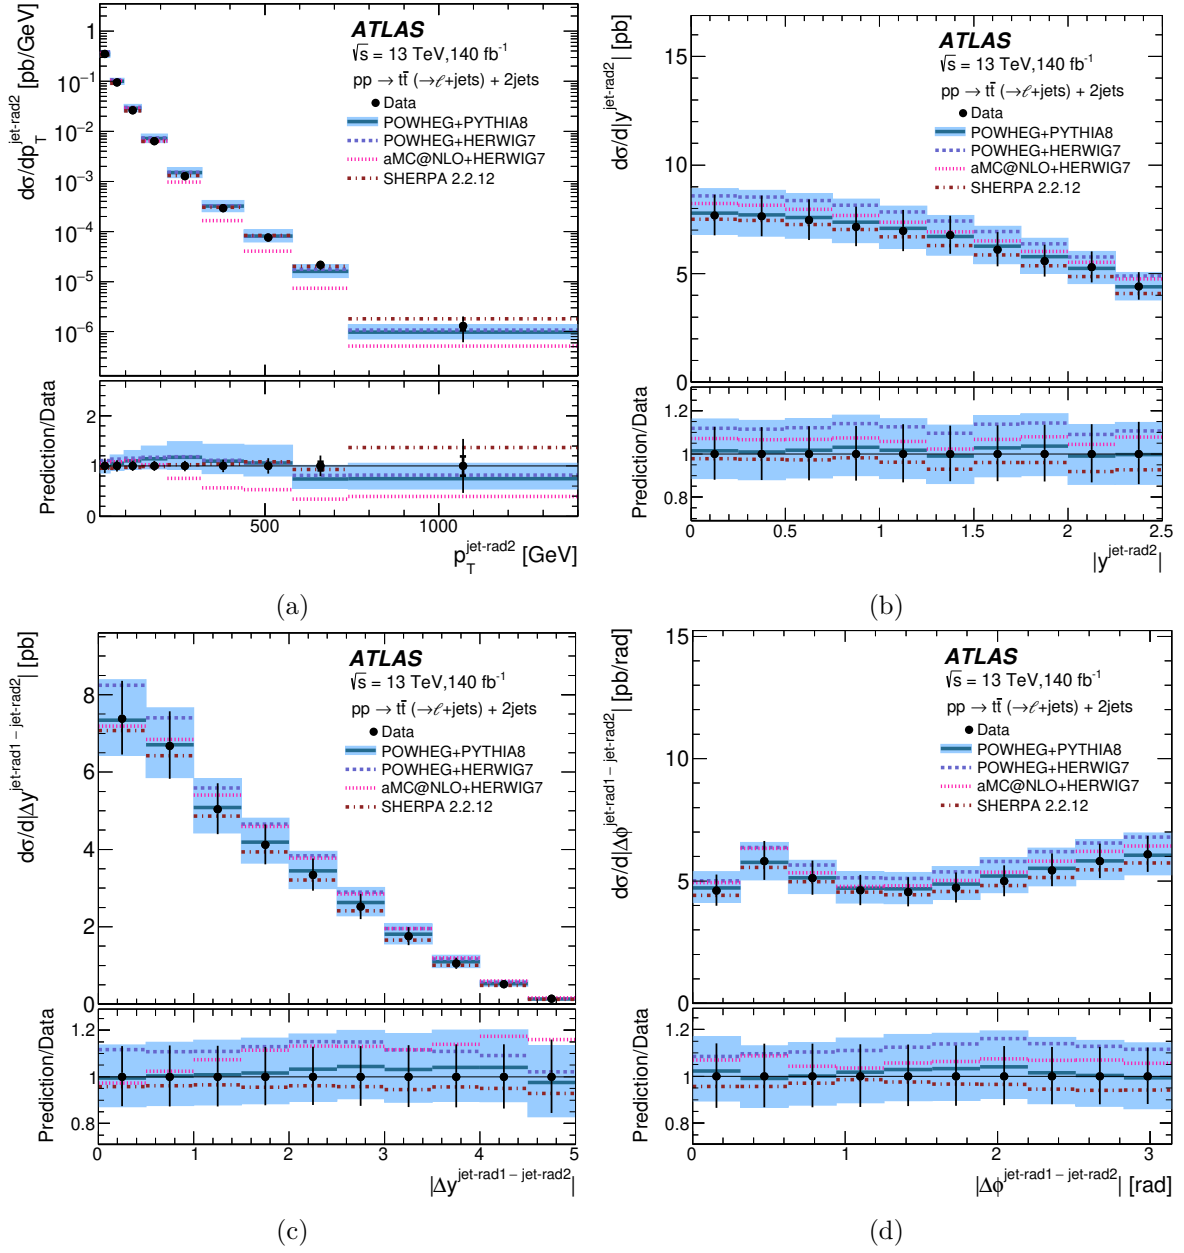 dσ/dp_T^jet-rad2 [pb/GeV]
ATLAS
√s = 13 TeV,140 fb⁻¹
pp → tt̄ (→ℓ+jets) + 2jets
Data
POWHEG+PYTHIA8
POWHEG+HERWIG7
aMC@NLO+HERWIG7
SHERPA 2.2.12
1
10⁻¹
10⁻²
10⁻³
10⁻⁴
10⁻⁵
10⁻⁶
Prediction/Data
2
1
0
500
1000
p_T^jet-rad2 [GeV]
(a)
dσ/d|y^jet-rad2| [pb]
ATLAS
√s = 13 TeV,140 fb⁻¹
pp → tt̄ (→ℓ+jets) + 2jets
Data
POWHEG+PYTHIA8
POWHEG+HERWIG7
aMC@NLO+HERWIG7
SHERPA 2.2.12
15
10
5
0
Prediction/Data
1.2
1
0.8
0 0.5 1 1.5 2 2.5
|y^jet-rad2|
(b)
dσ/d|Δy^jet-rad1 − jet-rad2| [pb]
ATLAS
√s = 13 TeV,140 fb⁻¹
pp → tt̄ (→ℓ+jets) + 2jets
Data
POWHEG+PYTHIA8
POWHEG+HERWIG7
aMC@NLO+HERWIG7
SHERPA 2.2.12
8
6
4
2
0
Prediction/Data
1.2
1
0.8
0 1 2 3 4 5
|Δy^jet-rad1 − jet-rad2|
(c)
dσ/d|Δϕ^jet-rad1 − jet-rad2| [pb/rad]
ATLAS
√s = 13 TeV,140 fb⁻¹
pp → tt̄ (→ℓ+jets) + 2jets
Data
POWHEG+PYTHIA8
POWHEG+HERWIG7
aMC@NLO+HERWIG7
SHERPA 2.2.12
15
10
5
0
Prediction/Data
1.2
1
0.8
0 1 2 3
|Δϕ^jet-rad1 − jet-rad2| [rad]
(d)